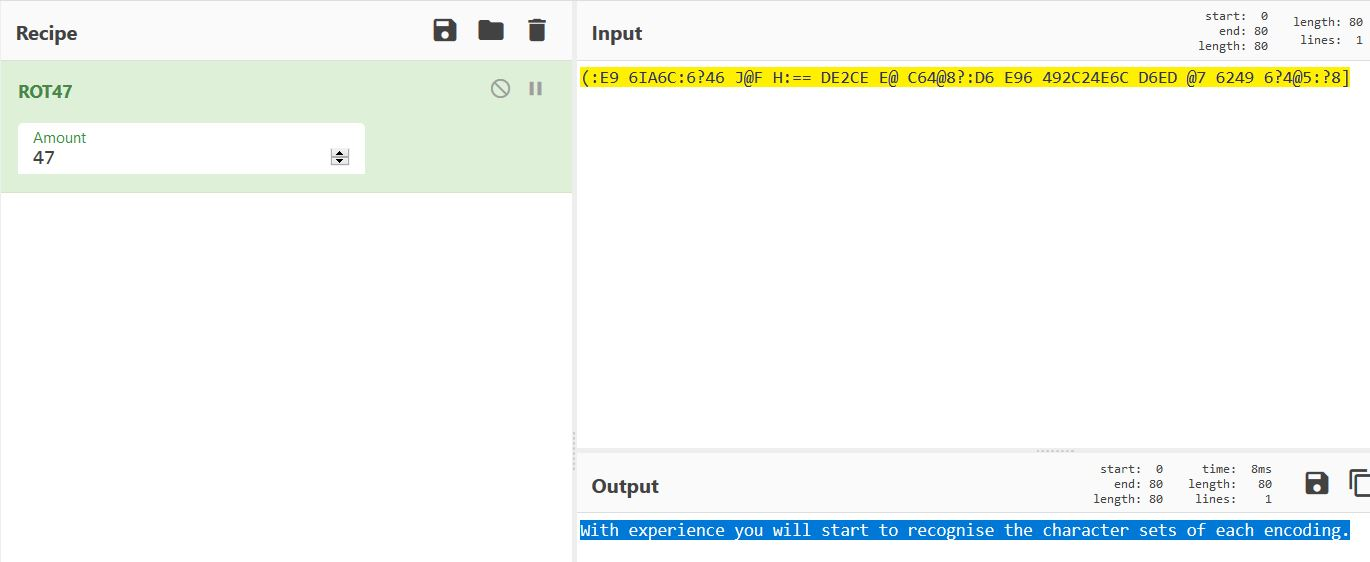 Recipe
ROT47
Amount
47
Input
start: 0
end: 80
length: 80
length: 80
lines: 1
(:E9 6IA6C:6?46 J@F H:== DE2CE E@ C64@8?:D6 E96 492C24E6C D6ED @7 6249 6?4@5:?8]
Output
start: 0
end: 80
length: 80
time: 8ms
length: 80
lines: 1
With experience you will start to recognise the character sets of each encoding.